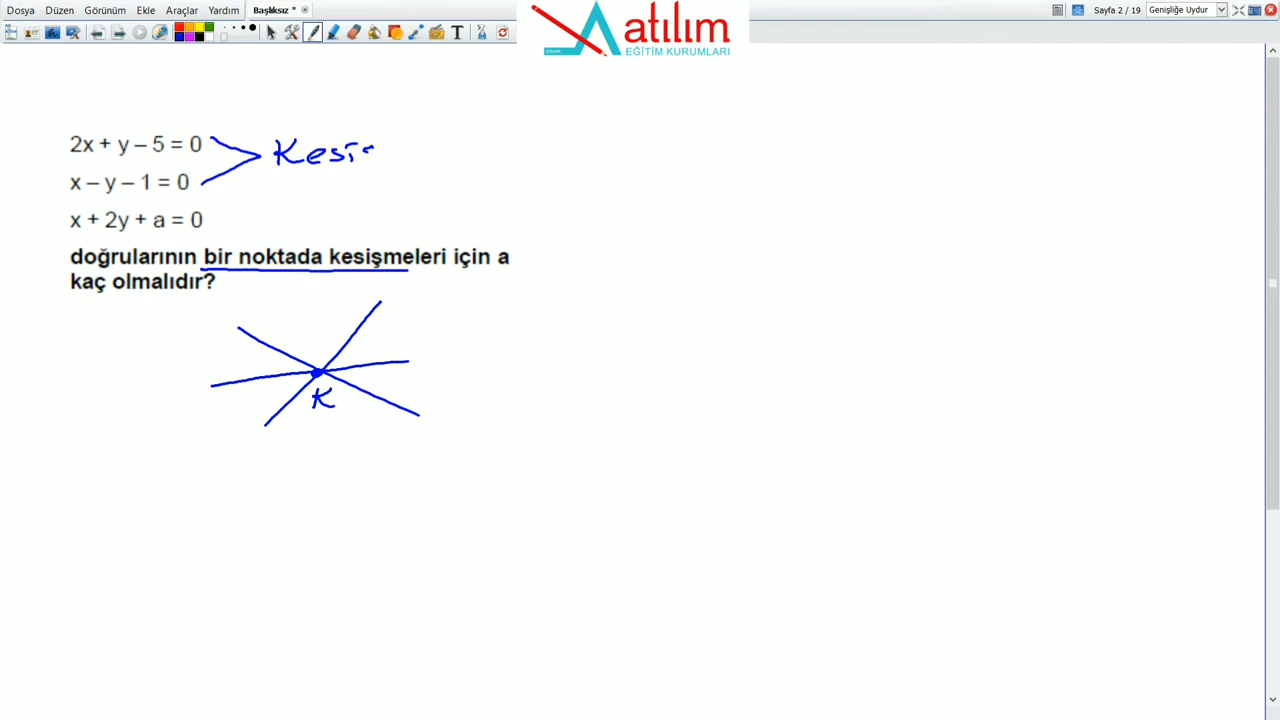 Dosya Düzen Görünüm Ekle Araçlar Yardım Başlıksız *
Sayfa 2 / 19 Genişliğe Uydur
atılım
EĞİTİM KURUMLARI
2x + y – 5 = 0
Kesi
x – y – 1 = 0
x + 2y + a = 0
doğrularının bir noktada kesişmeleri için a
kaç olmalıdır?
K